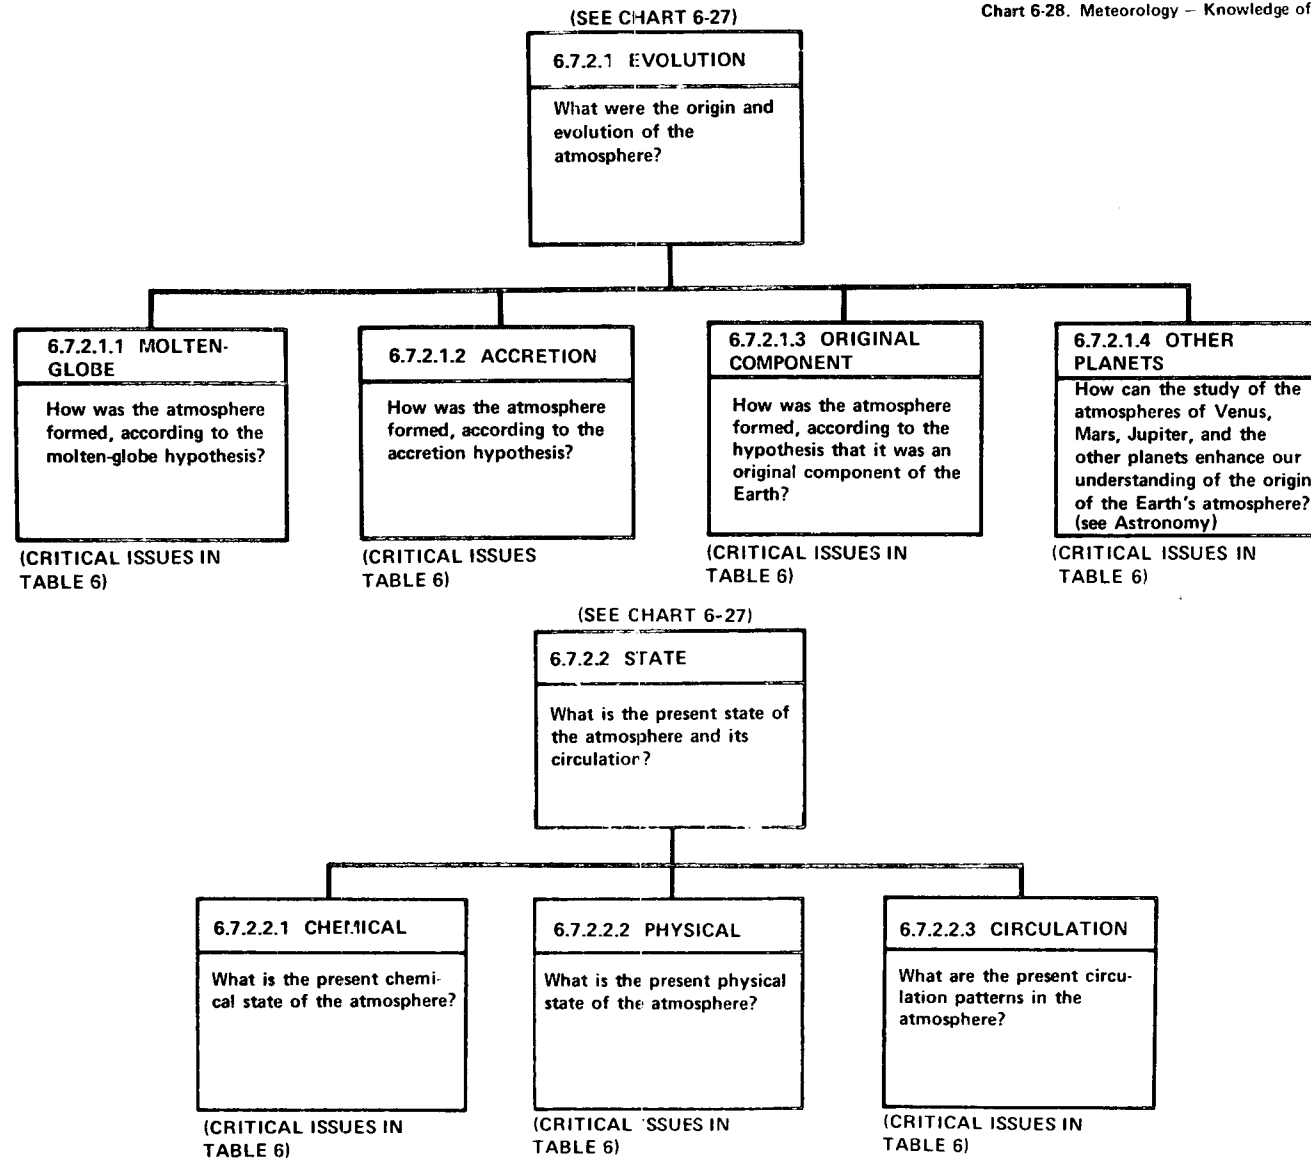 Chart 6-28. Meteorology — Knowledge of
(SEE CHART 6-27)
6.7.2.1 EVOLUTION
What were the origin and
evolution of the
atmosphere?
6.7.2.1.1 MOLTEN-
GLOBE
How was the atmosphere
formed, according to the
molten-globe hypothesis?
(CRITICAL ISSUES IN
TABLE 6)
6.7.2.1.2 ACCRETION
How was the atmosphere
formed, according to the
accretion hypothesis?
(CRITICAL ISSUES
TABLE 6)
6.7.2.1.3 ORIGINAL
COMPONENT
How was the atmosphere
formed, according to the
hypothesis that it was an
original component of the
Earth?
(CRITICAL ISSUES IN
TABLE 6)
6.7.2.1.4 OTHER
PLANETS
How can the study of the
atmospheres of Venus,
Mars, Jupiter, and the
other planets enhance our
understanding of the origin
of the Earth's atmosphere?
(see Astronomy)
(CRITICAL ISSUES IN
TABLE 6)
(SEE CHART 6-27)
6.7.2.2 STATE
What is the present state of
the atmosphere and its
circulation?
6.7.2.2.1 CHEMICAL
What is the present chemi-
cal state of the atmosphere?
(CRITICAL ISSUES IN
TABLE 6)
6.7.2.2.2 PHYSICAL
What is the present physical
state of the atmosphere?
(CRITICAL ISSUES IN
TABLE 6)
6.7.2.2.3 CIRCULATION
What are the present circu-
lation patterns in the
atmosphere?
(CRITICAL ISSUES IN
TABLE 6)